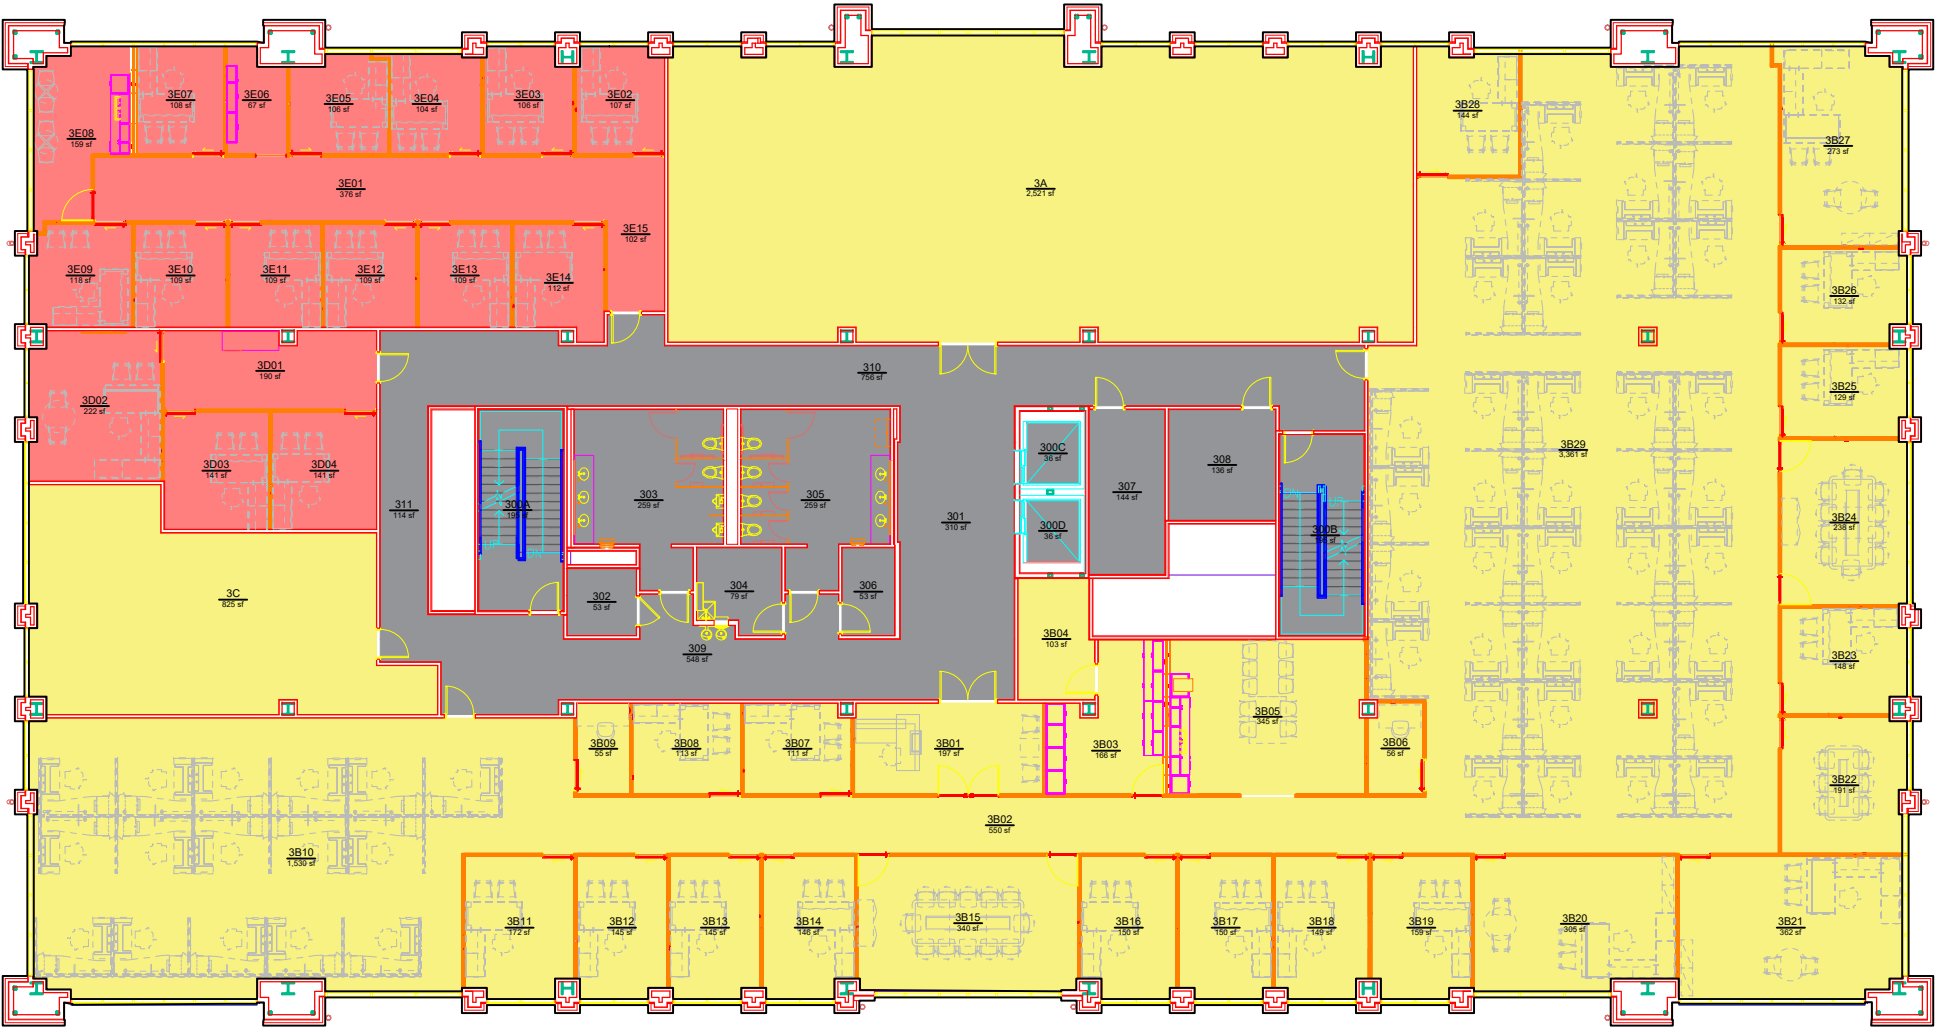 3E07
108 sf
3E06
67 sf
3E05
106 sf
3E04
104 sf
3E03
106 sf
3E02
107 sf
3E08
159 sf
3E01
376 sf
3E15
102 sf
3E09
118 sf
3E10
109 sf
3E11
109 sf
3E12
109 sf
3E13
109 sf
3E14
112 sf
3A
2,521 sf
3B28
144 sf
3B27
273 sf
3B26
132 sf
3B25
129 sf
3B29
3,361 sf
3B24
238 sf
3B23
148 sf
3B22
191 sf
3D01
190 sf
3D02
222 sf
3D03
141 sf
3D04
141 sf
310
756 sf
311
114 sf
300A
303
259 sf
305
259 sf
301
310 sf
300C
36 sf
300D
36 sf
307
144 sf
308
136 sf
300B
3C
825 sf
302
53 sf
304
79 sf
306
53 sf
309
548 sf
3B04
103 sf
3B09
55 sf
3B08
113 sf
3B07
111 sf
3B01
197 sf
3B03
166 sf
3B05
345 sf
3B06
56 sf
3B02
550 sf
3B10
1,530 sf
3B11
172 sf
3B12
145 sf
3B13
145 sf
3B14
146 sf
3B15
340 sf
3B16
150 sf
3B17
150 sf
3B18
149 sf
3B19
159 sf
3B20
305 sf
3B21
362 sf